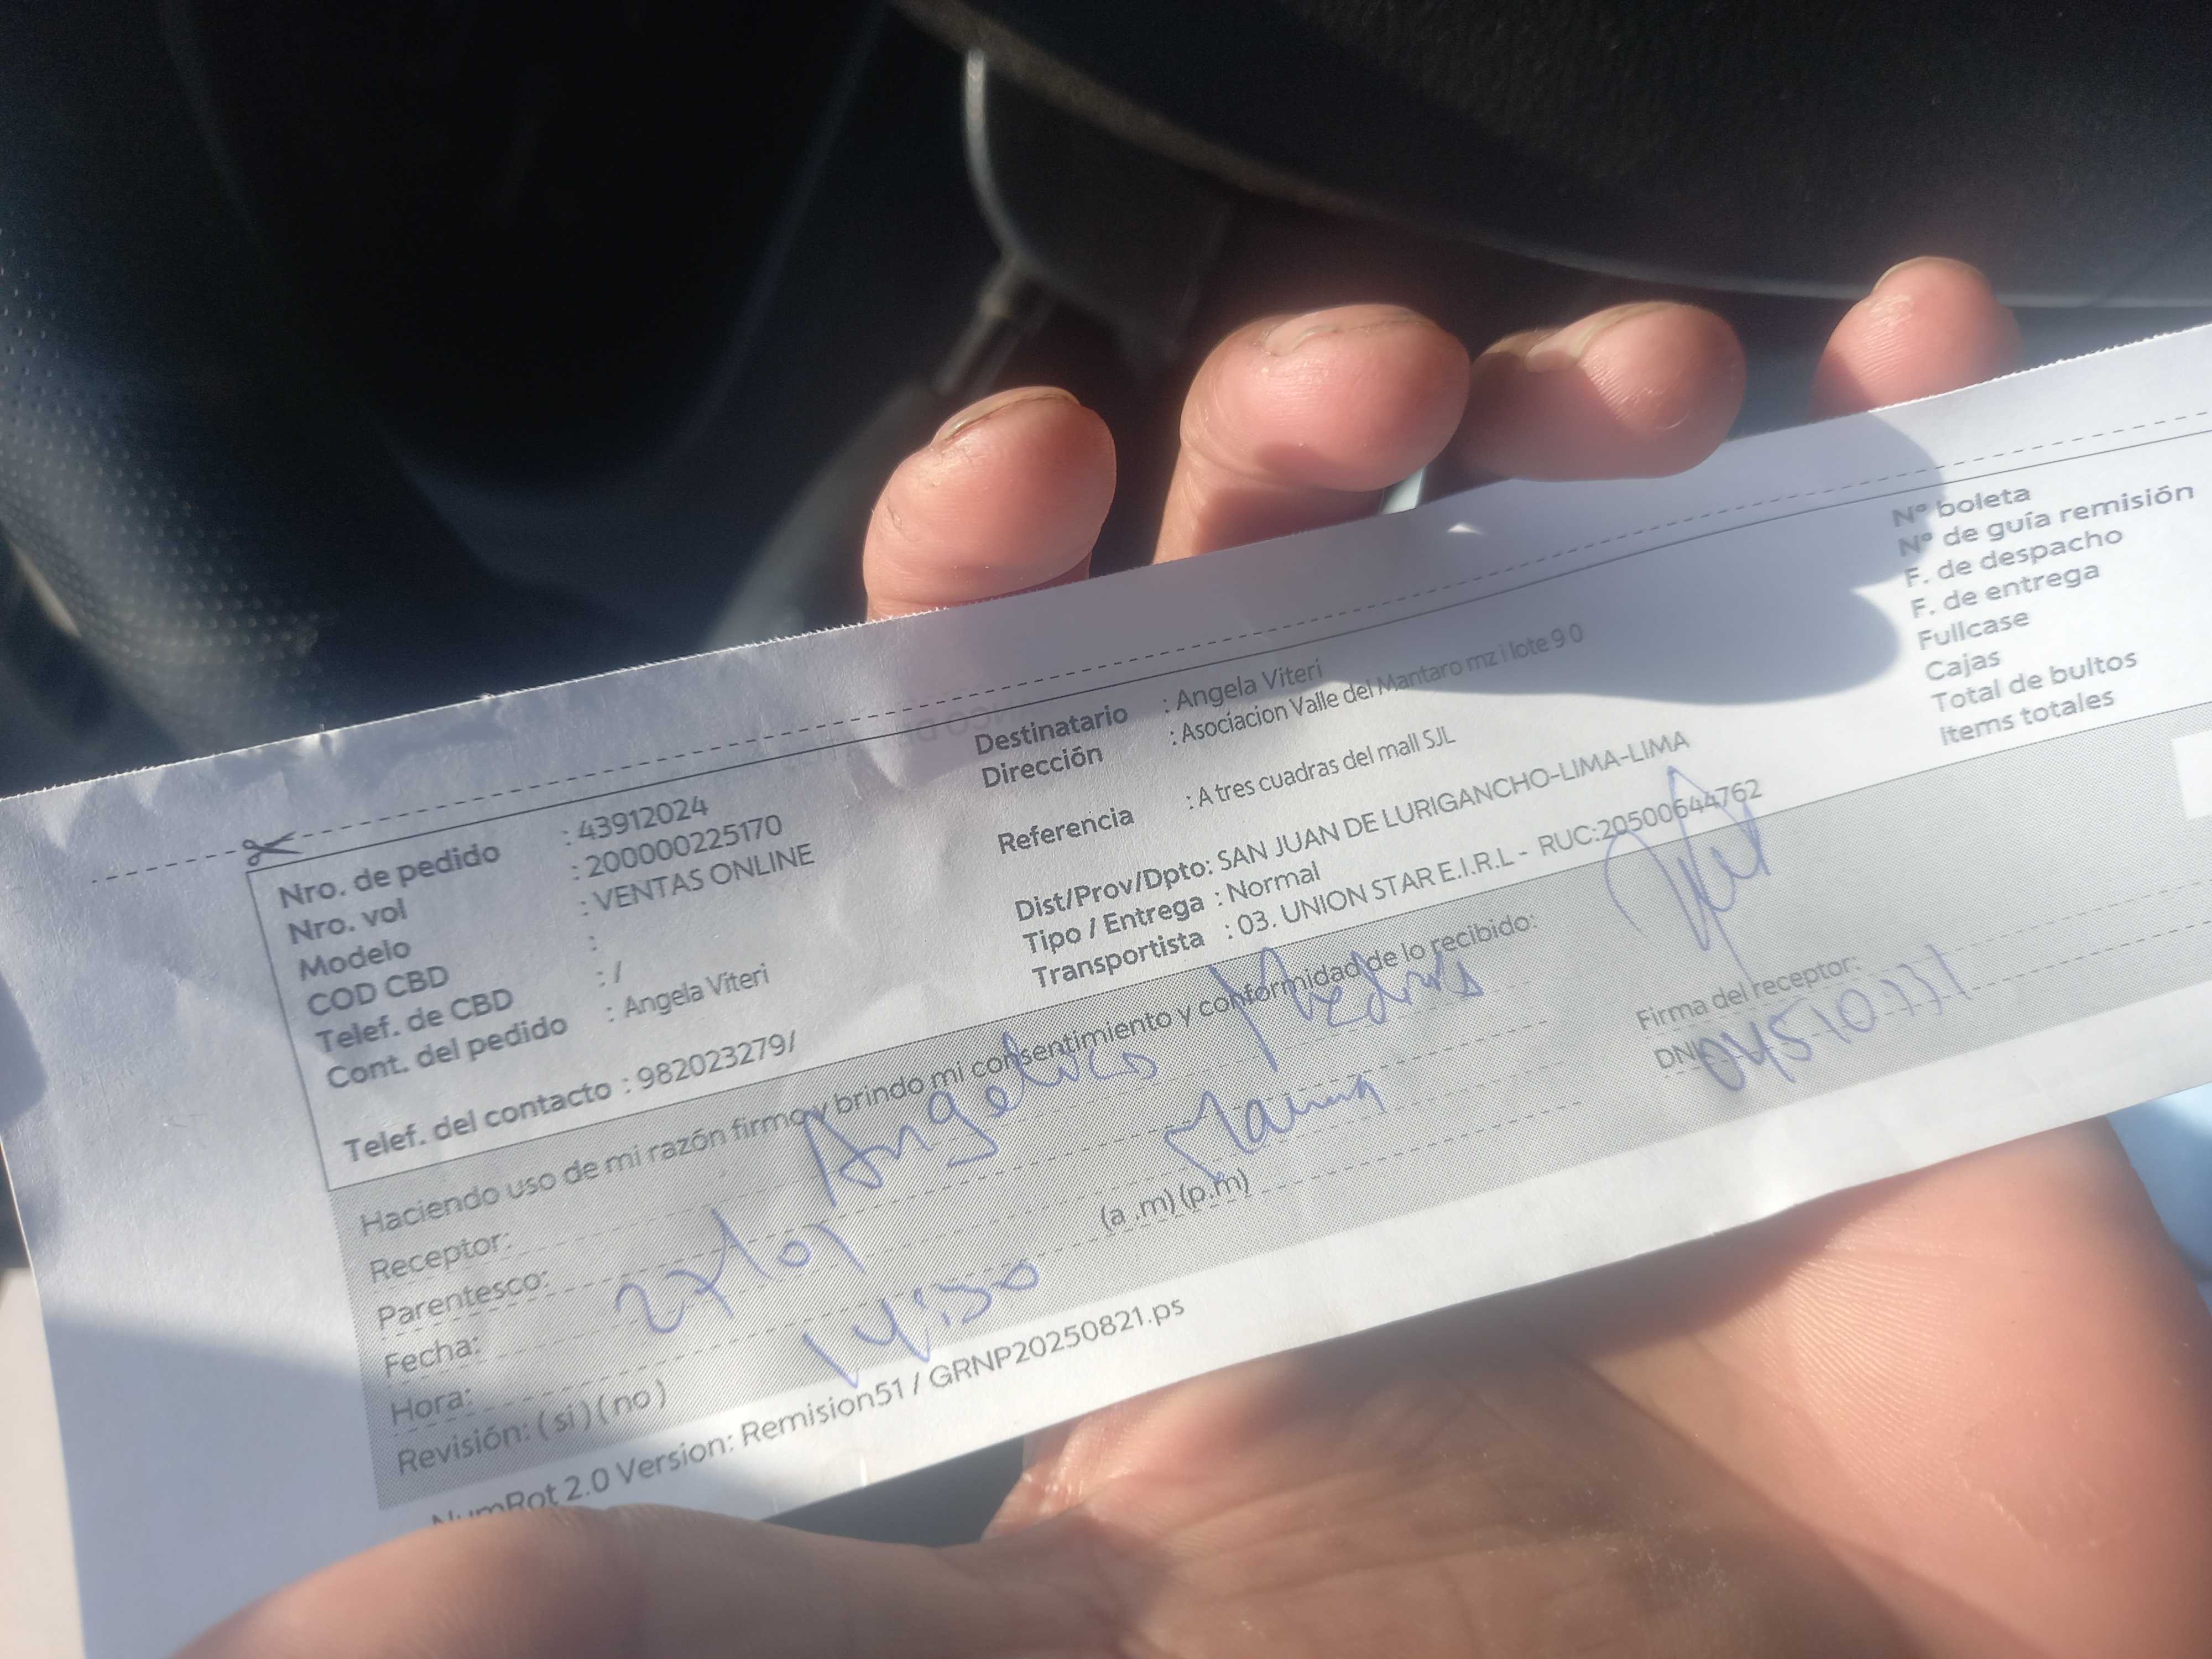 Nro. de pedido : 43912024
Nro. vol : 200000225170
Modelo : VENTAS ONLINE
COD CBD :
Telef. de CBD : /
Cont. del pedido : Angela Viteri
Telef. del contacto : 982023279/
Destinatario : Angela Viteri
Dirección : Asociacion Valle del Mantaro mz i lote 9 0
Referencia : A tres cuadras del mall SJL
Dist/Prov/Dpto: SAN JUAN DE LURIGANCHO-LIMA-LIMA
Tipo / Entrega : Normal
Transportista : 03. UNION STAR E.I.R.L - RUC:20500644762
Nº boleta
Nº de guía remisión
F. de despacho
F. de entrega
Fullcase
Cajas
Total de bultos
Items totales
Haciendo uso de mi razón firmo y brindo mi consentimiento y conformidad de lo recibido:
Receptor: Angelica
Parentesco: Mama
Fecha:
Hora: 14:50 (a .m) (p.m)
Revisión: ( si ) ( no )
Firma del receptor:
DNI:
NumRot 2.0 Version: Remision51 / GRNP20250821.ps